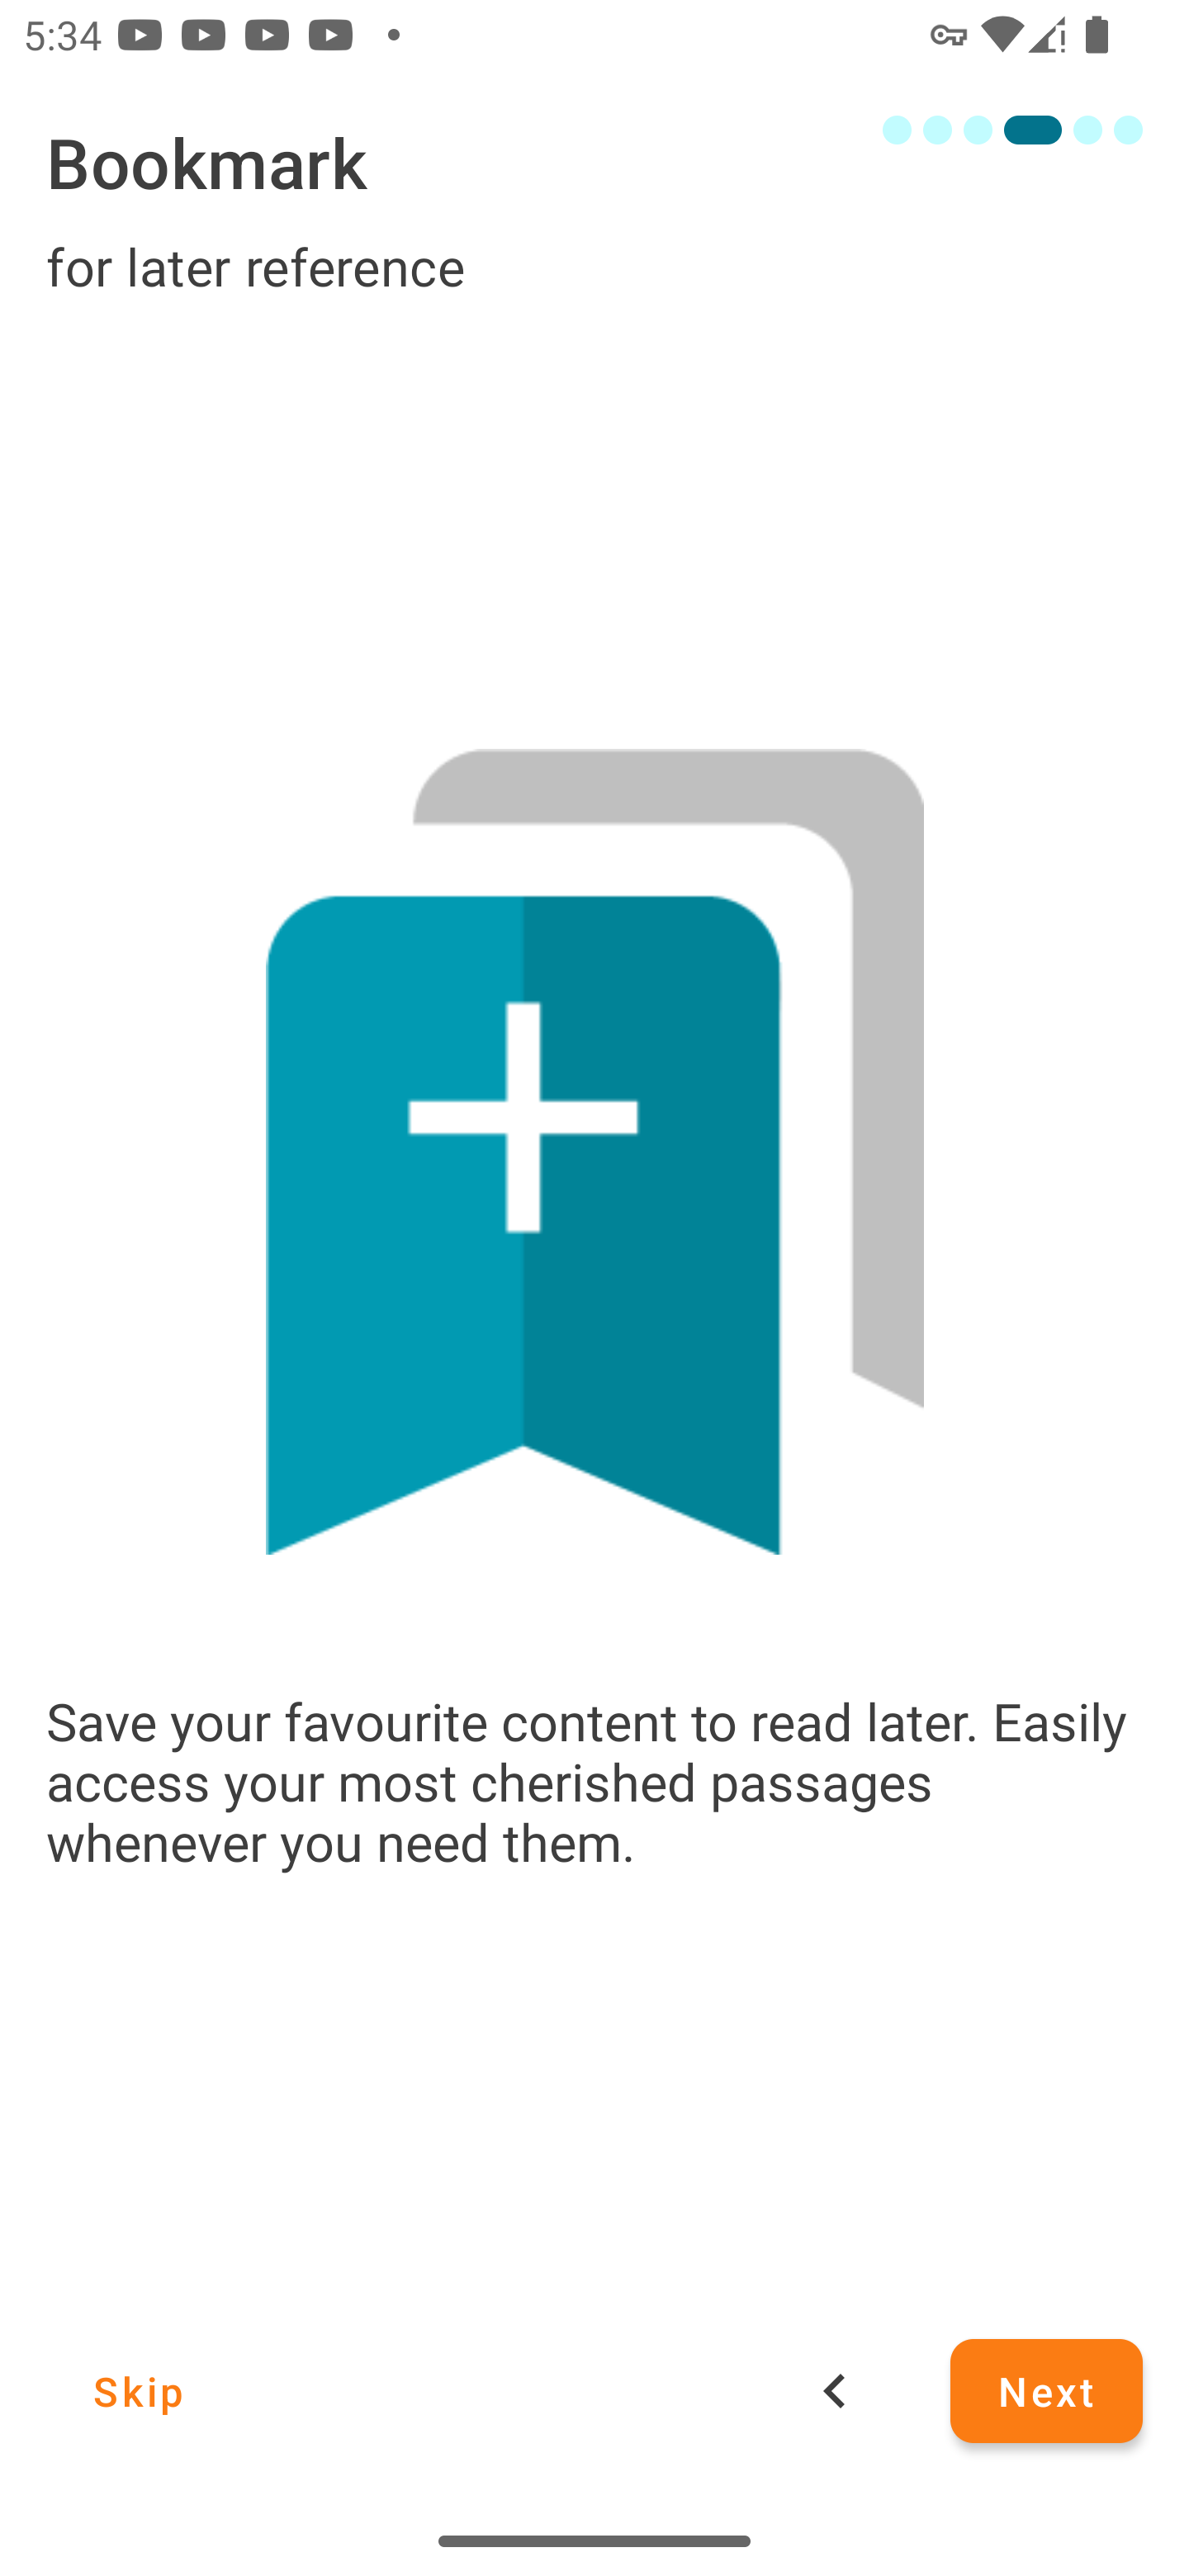 5:34
Bookmark
for later reference
Save your favourite content to read later. Easily
access your most cherished passages
whenever you need them.
Skip
Next